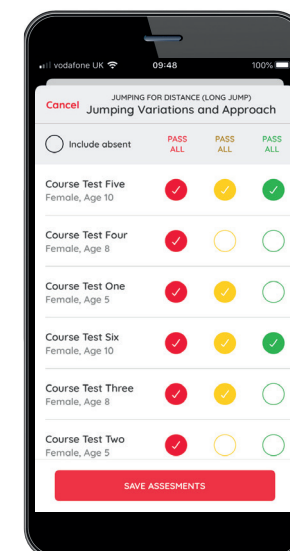 vodafone UK 09:48 100%
JUMPING FOR DISTANCE (LONG JUMP)
Cancel Jumping Variations and Approach
Include absent PASS ALL PASS ALL PASS ALL
Course Test Five
Female, Age 10
Course Test Four
Female, Age 8
Course Test One
Female, Age 5
Course Test Six
Female, Age 10
Course Test Three
Female, Age 8
Course Test Two
Female, Age 5
SAVE ASSESMENTS